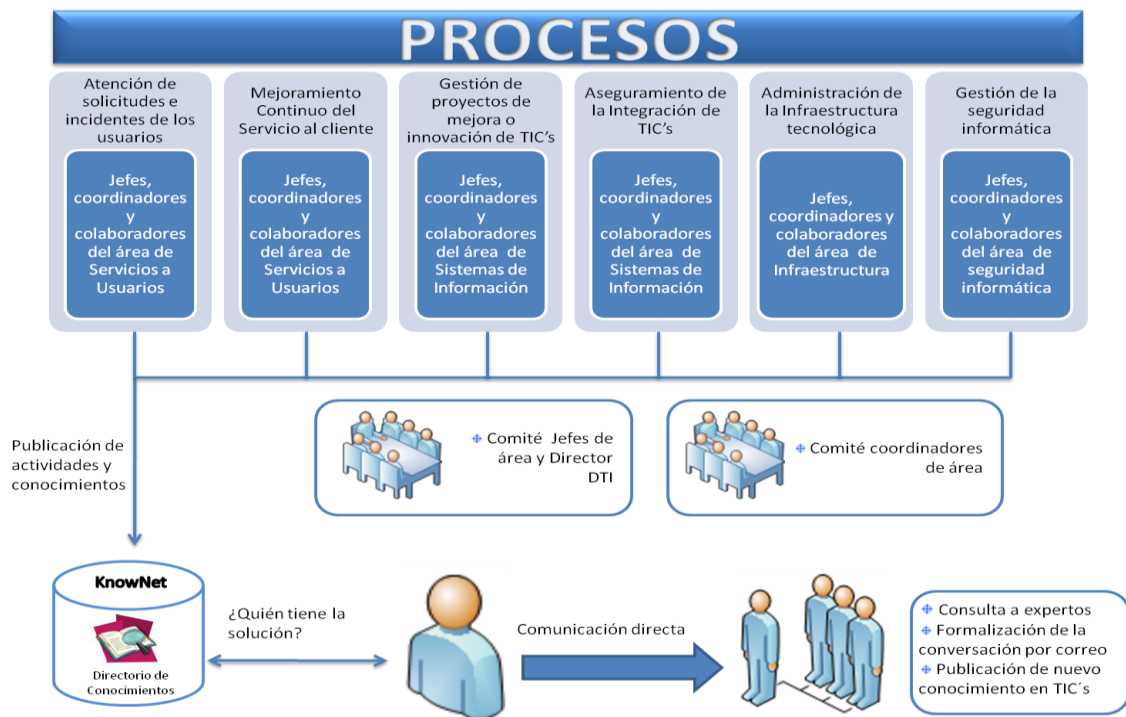 PROCESOS
Atención de
solicitudes e
incidentes de los
usuarios
Jefes,
coordinadores
y
colaboradores
del área de
Servicios a
Usuarios
Mejoramiento
Continuo del
Servicio al cliente
Jefes,
coordinadores
y
colaboradores
del área de
Servicios a
Usuarios
Gestión de
proyectos de
mejora o
innovación de TIC's
Jefes,
coordinadores
y
colaboradores
del área de
Sistemas de
Información
Aseguramiento de
la Integración de
TIC's
Jefes,
coordinadores
y
colaboradores
del área de
Sistemas de
Información
Administración de
la Infraestructura
tecnológica
Jefes,
coordinadores y
colaboradores
del área de
Infraestructura
Gestión de la
seguridad
informática
Jefes,
coordinadores
y
colaboradores
del área de
seguridad
informática
Publicación de
actividades y
conocimientos
Comité Jefes de
área y Director
DTI
Comité coordinadores
de área
KnowNet
Directorio de
Conocimientos
¿Quién tiene la
solución?
Comunicación directa
Consulta a expertos
Formalización de la
conversación por correo
Publicación de nuevo
conocimiento en TIC´s